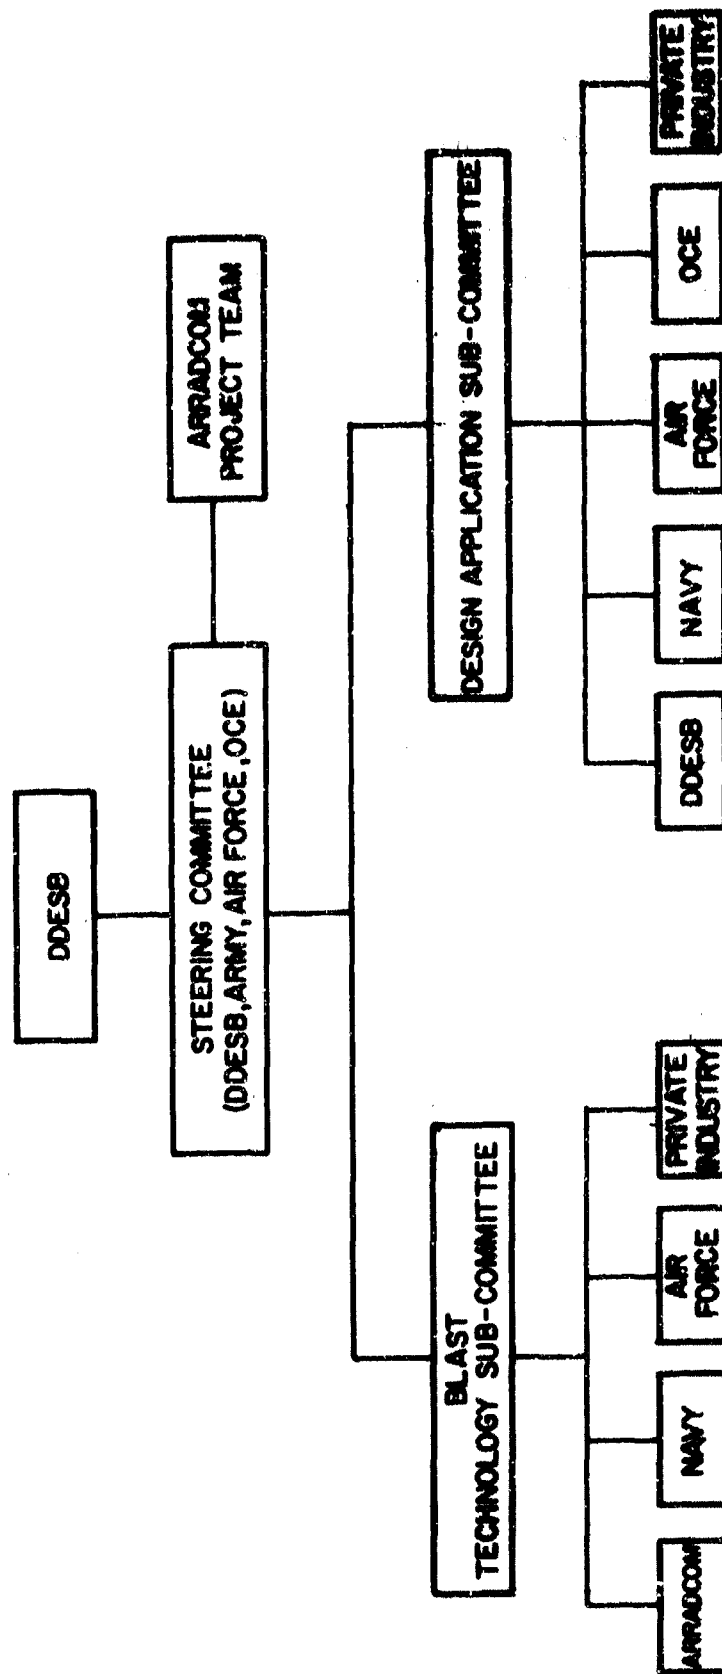 DDESB
STEERING COMMITTEE
(DDESB, ARMY, AIR FORCE, OCE)
ARRADCOM
PROJECT TEAM
BLAST
TECHNOLOGY SUB-COMMITTEE
DESIGN APPLICATION SUB-COMMITTEE
ARRADCOM
NAVY
AIR
FORCE
PRIVATE
INDUSTRY
DDESB
NAVY
AIR
FORCE
OCE
PRIVATE
INDUSTRY